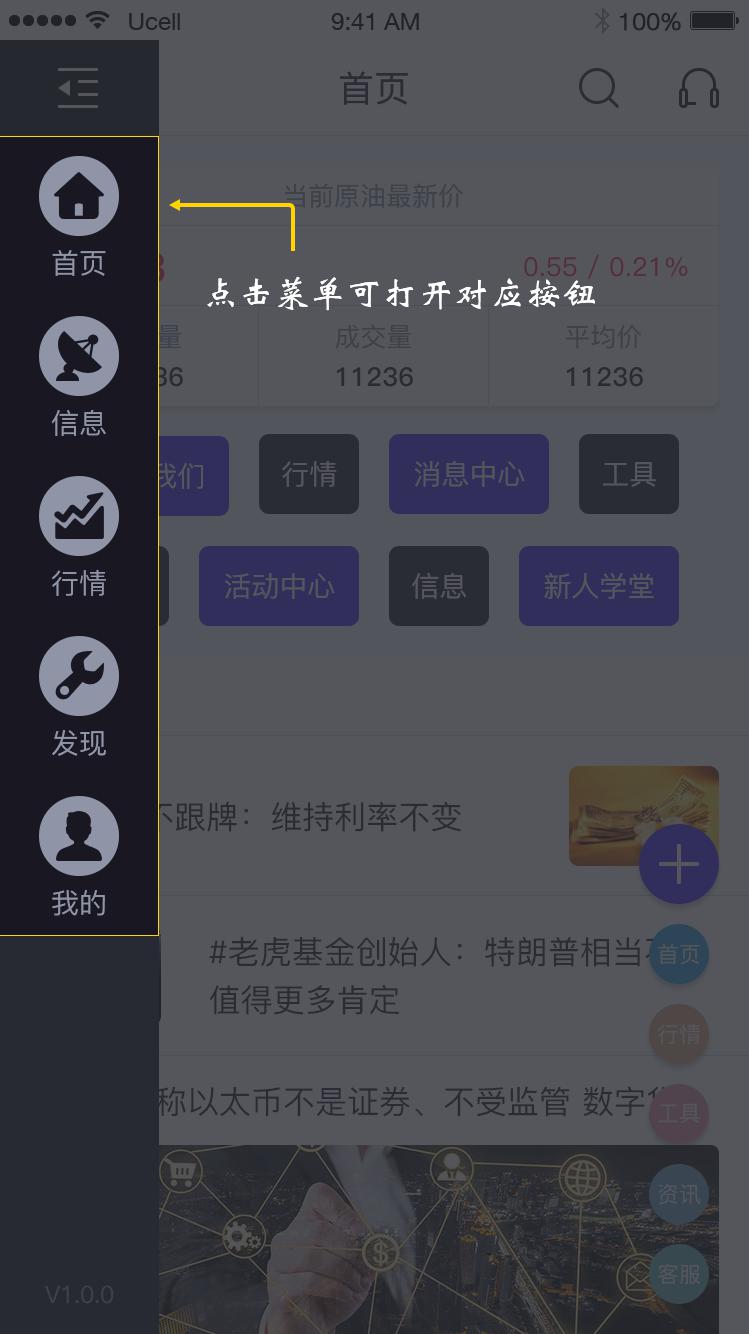 Ucell 9:41 AM 100%
首页
当前原油最新价
首页
0.55 / 0.21%
点击菜单可打开对应按钮
量 成交量 平均价
36 11236 11236
信息
我们 行情 消息中心 工具
行情
活动中心 信息 新人学堂
发现
不跟牌：维持利率不变
我的
#老虎基金创始人：特朗普相当
首页
值得更多肯定
行情
称以太币不是证券、不受监管 数字
工具
资讯
客服
V1.0.0